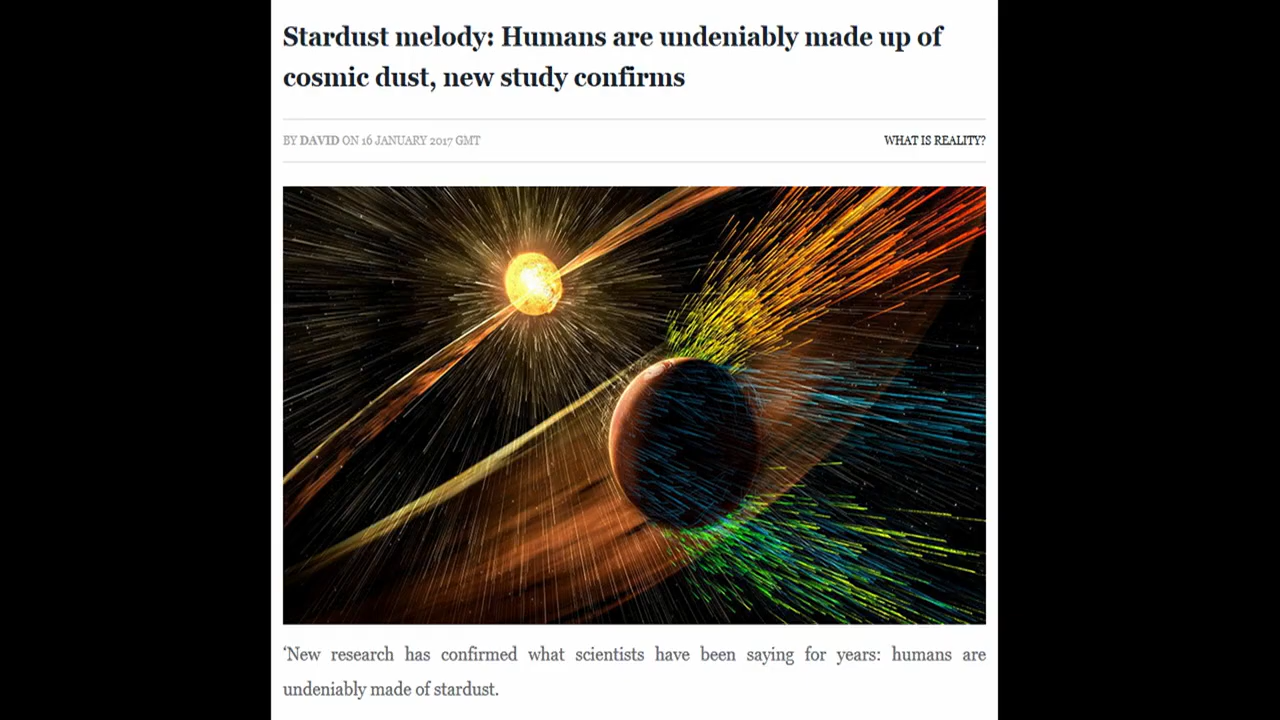 Stardust melody: Humans are undeniably made up of
cosmic dust, new study confirms
BY DAVID ON 16 JANUARY 2017 GMT
WHAT IS REALITY?
‘New research has confirmed what scientists have been saying for years: humans are
undeniably made of stardust.